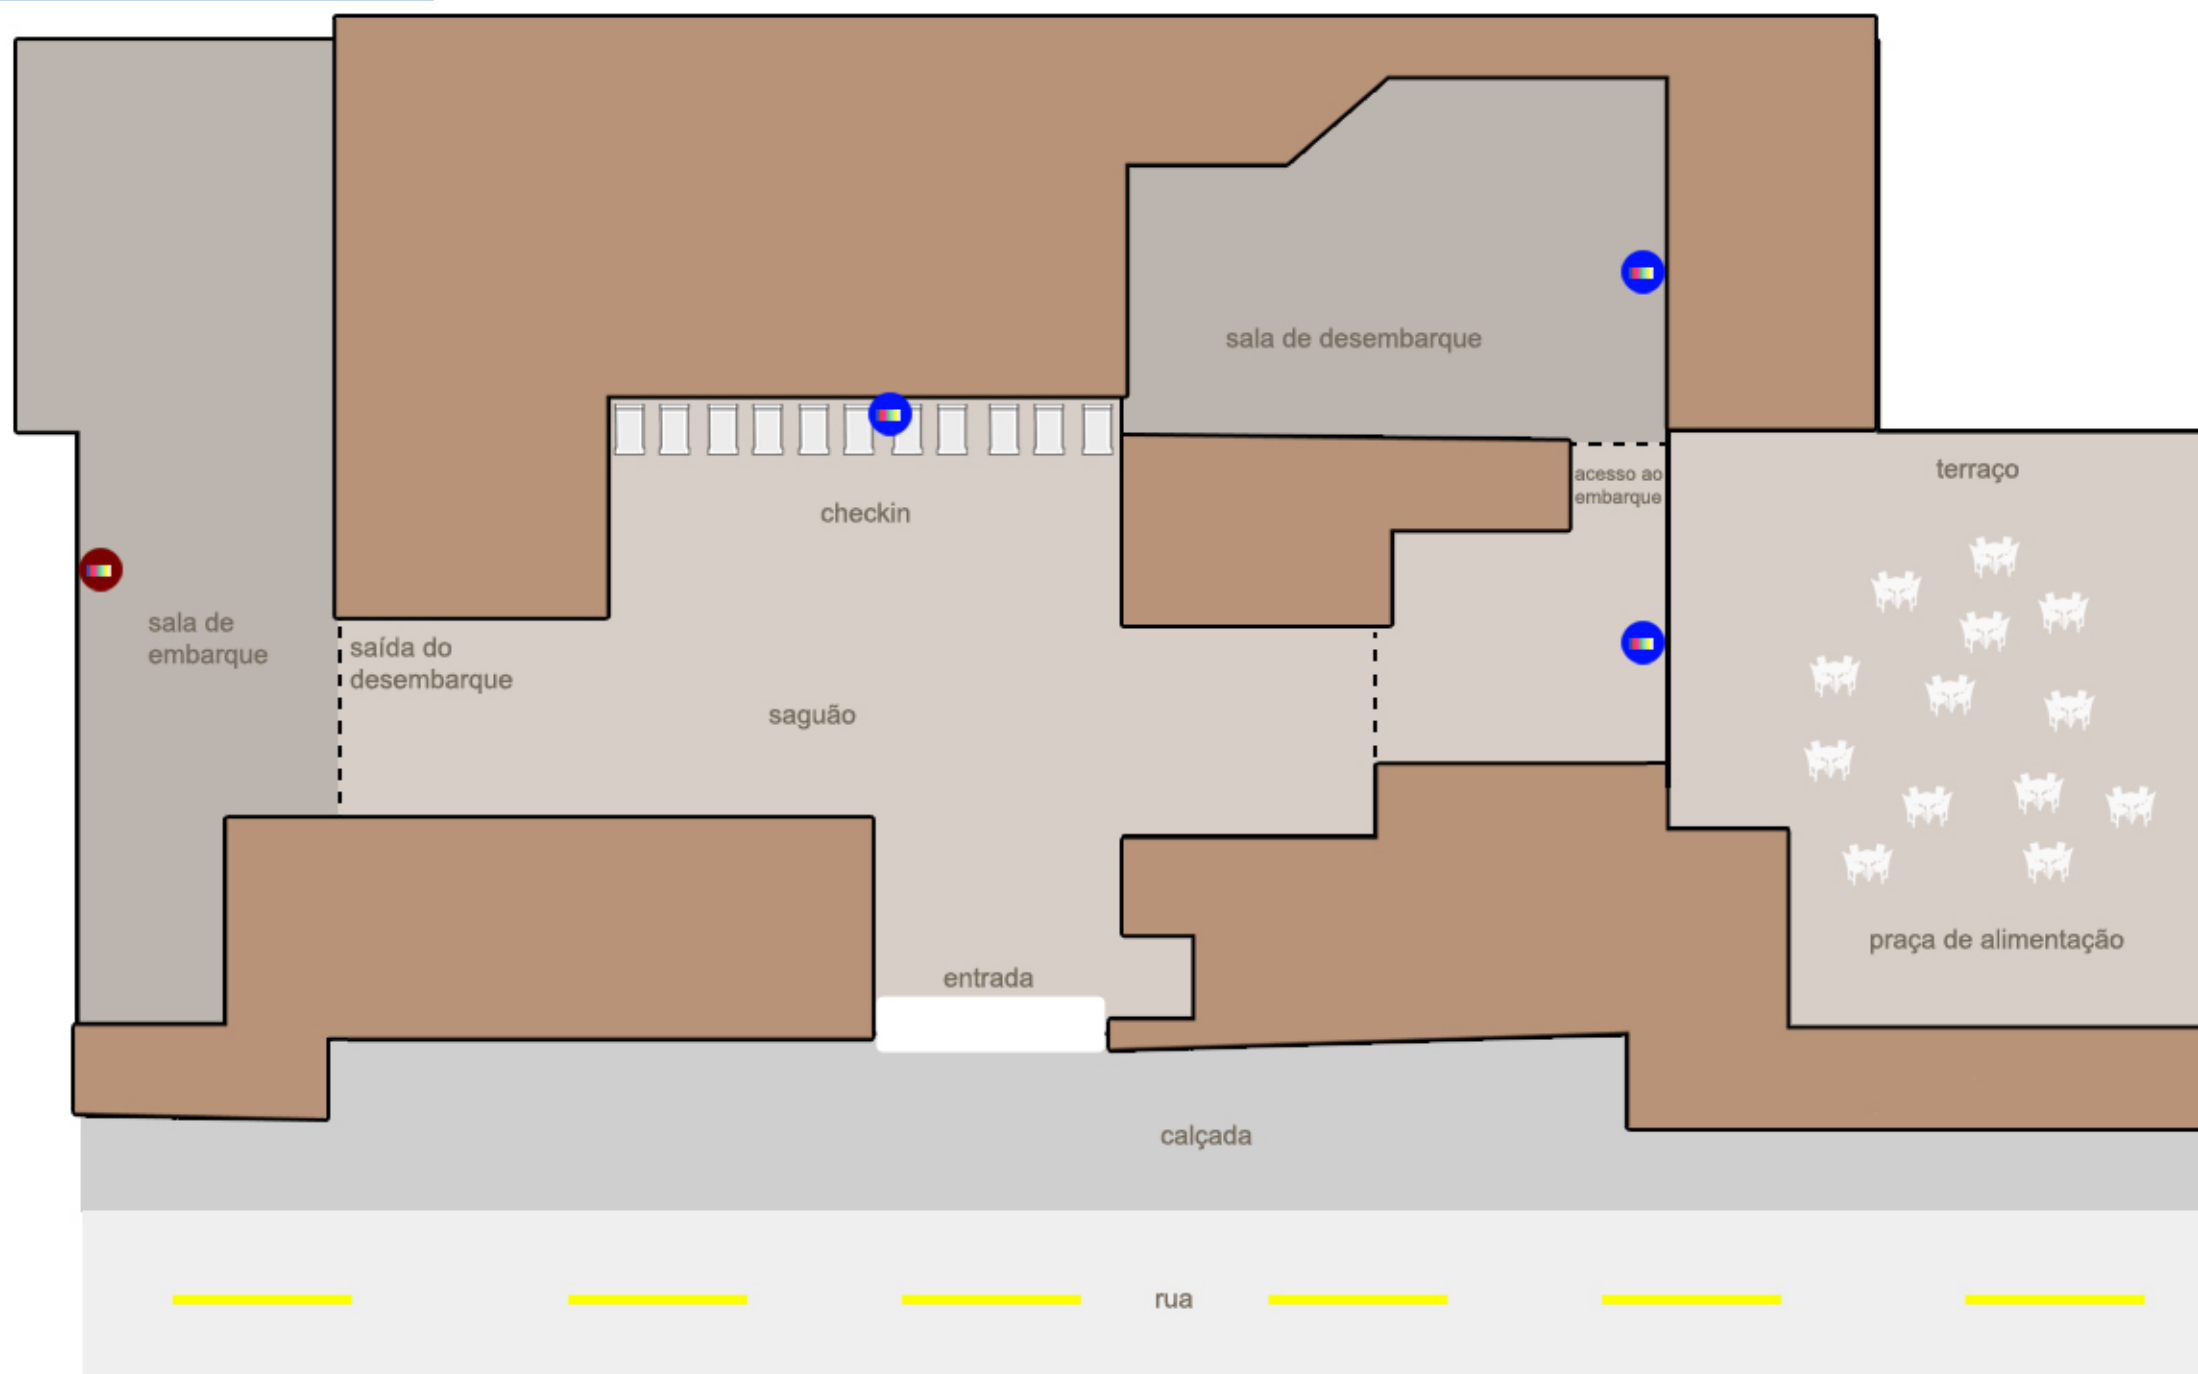 sala de desembarque
terraço
acesso ao
embarque
checkin
sala de
embarque
saída do
desembarque
saguão
praça de alimentação
entrada
calçada
rua